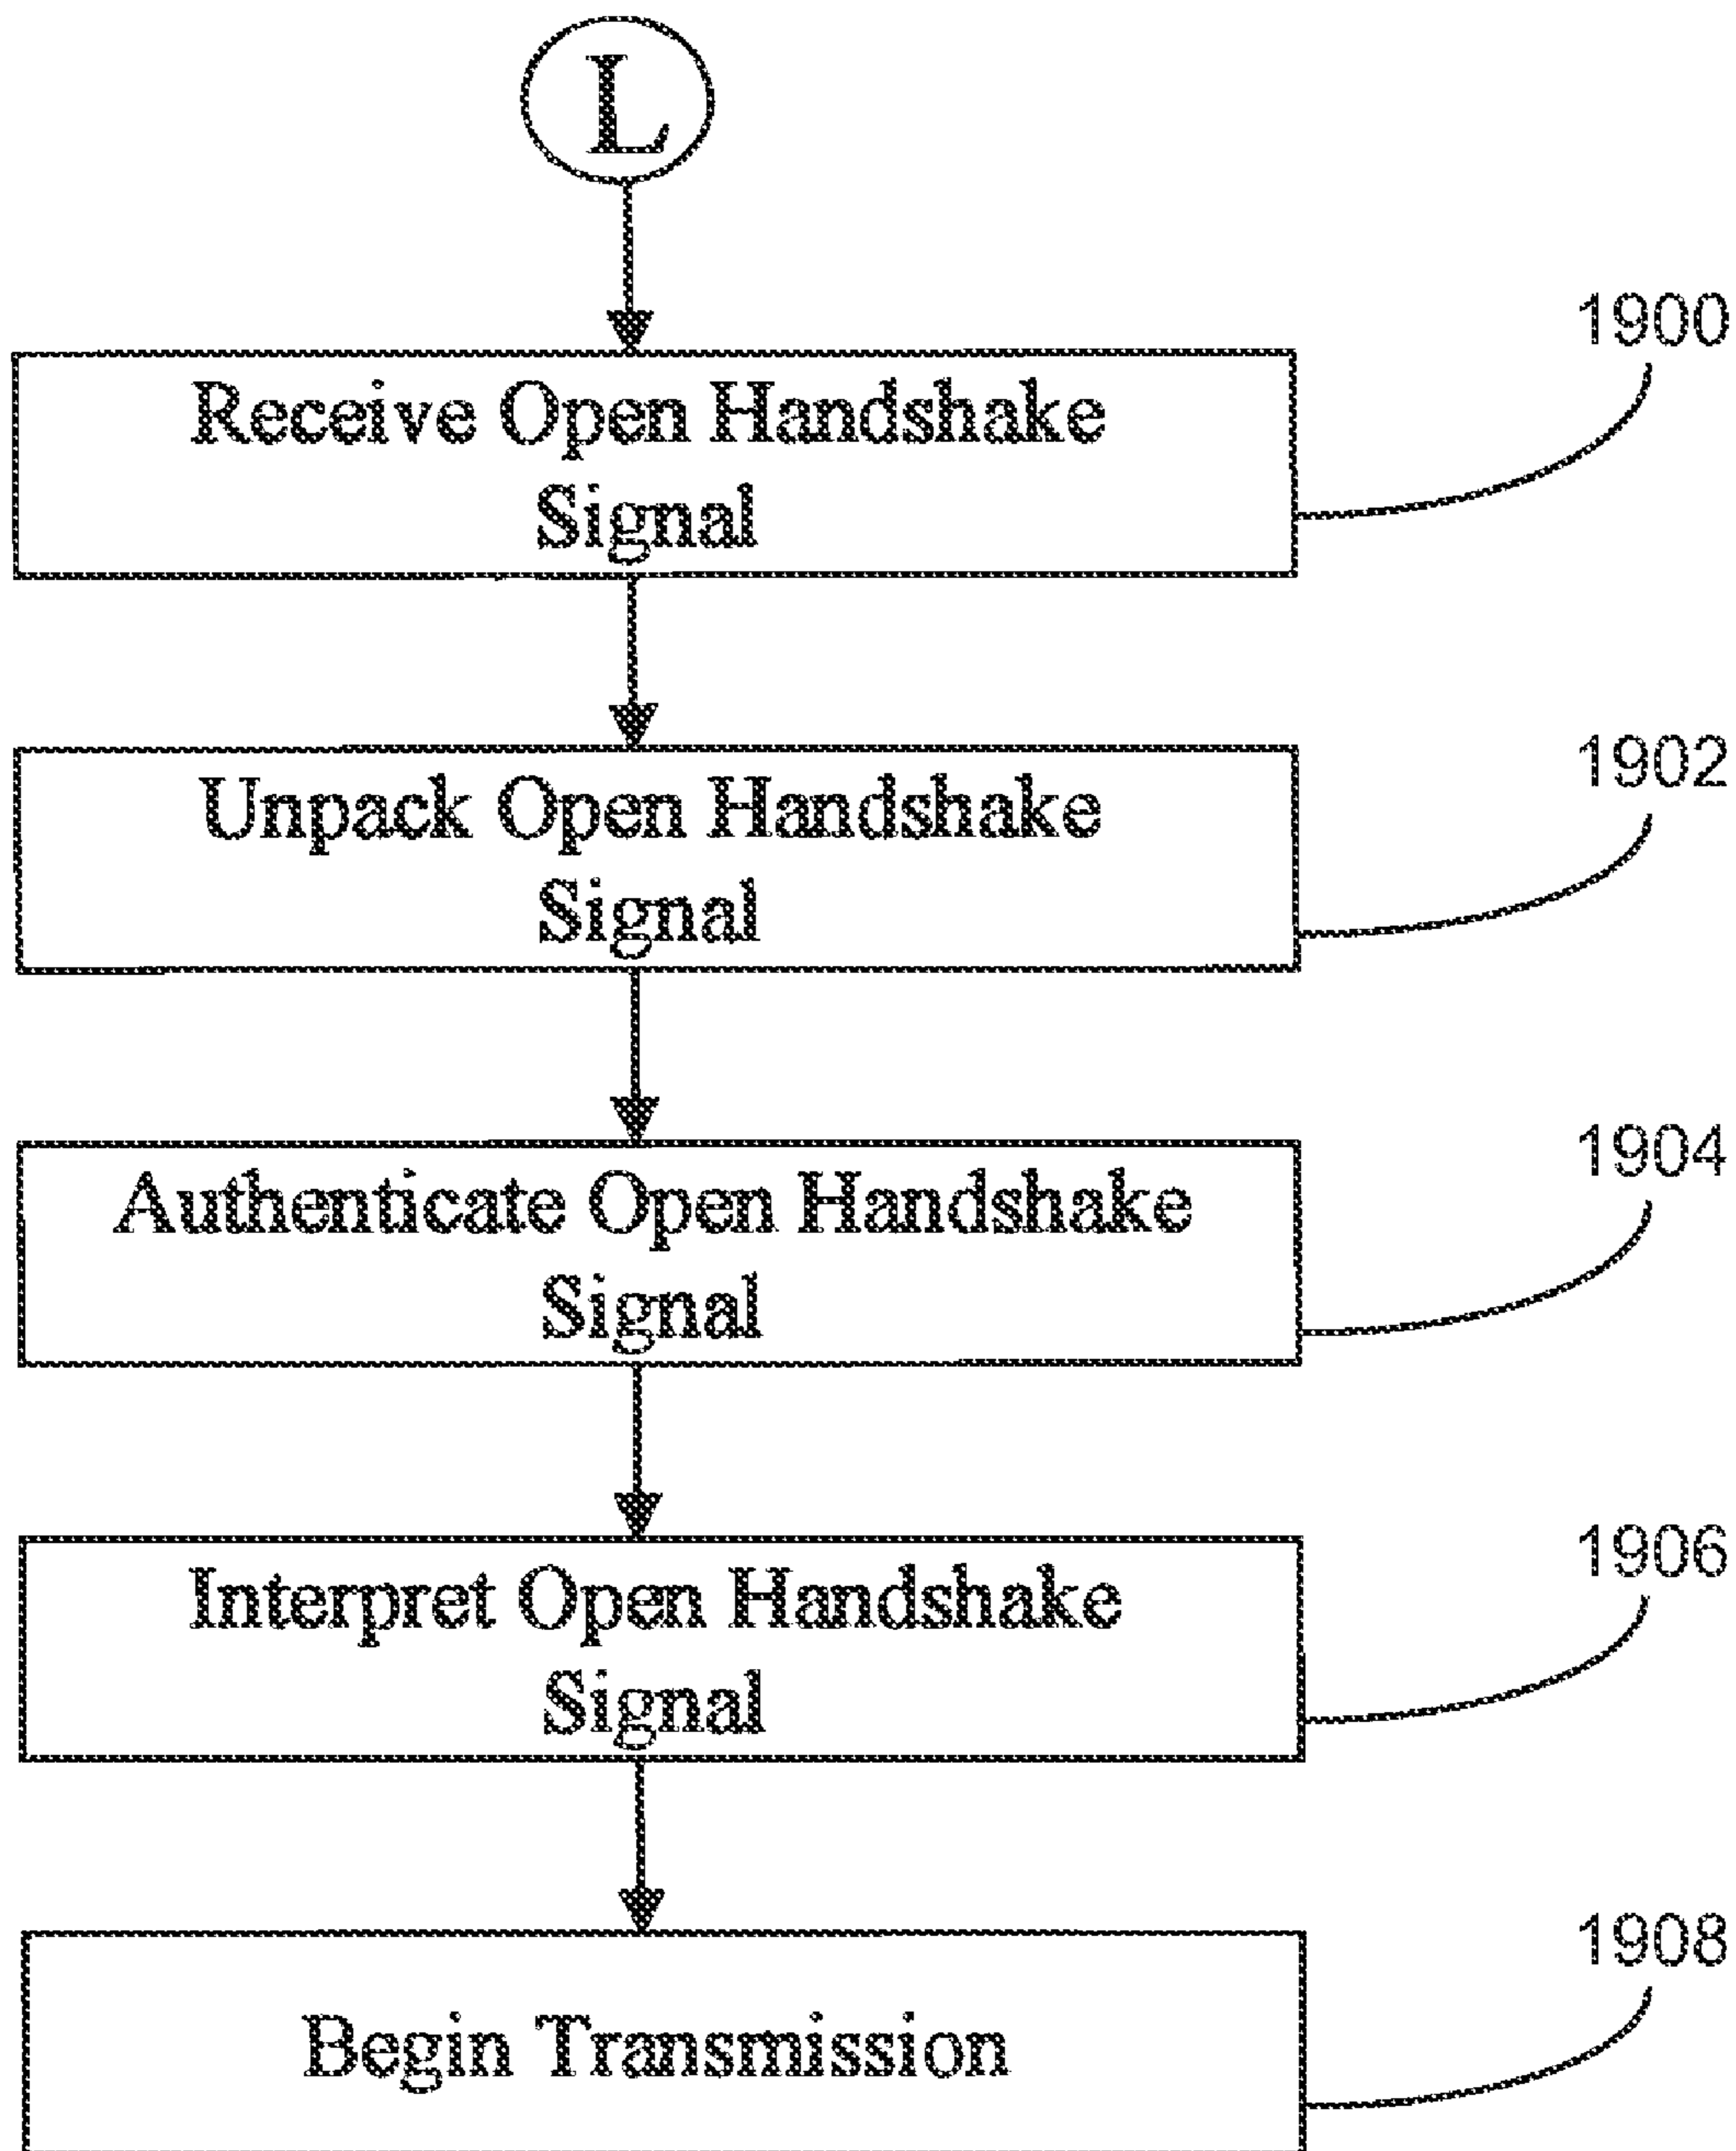 L
1900
Receive Open Handshake
Signal
1902
Unpack Open Handshake
Signal
1904
Authenticate Open Handshake
Signal
1906
Interpret Open Handshake
Signal
1908
Begin Transmission